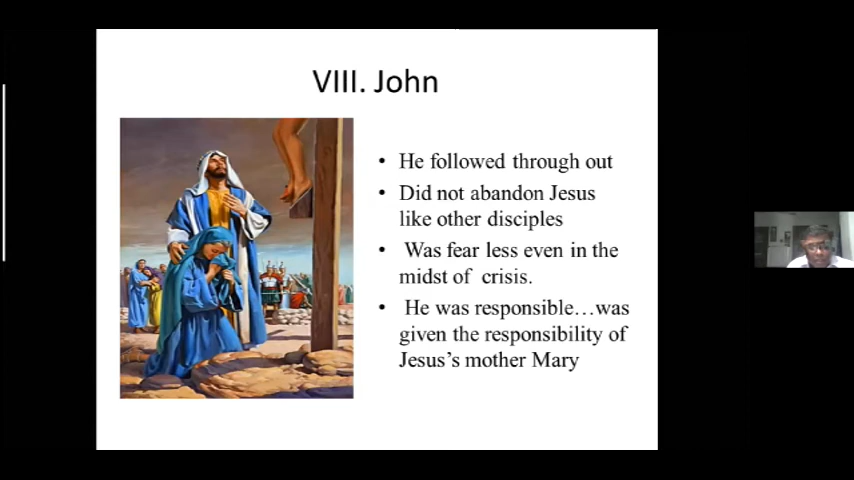 VIII. John
• He followed through out
• Did not abandon Jesus
like other disciples
• Was fear less even in the
midst of crisis.
• He was responsible…was
given the responsibility of
Jesus’s mother Mary